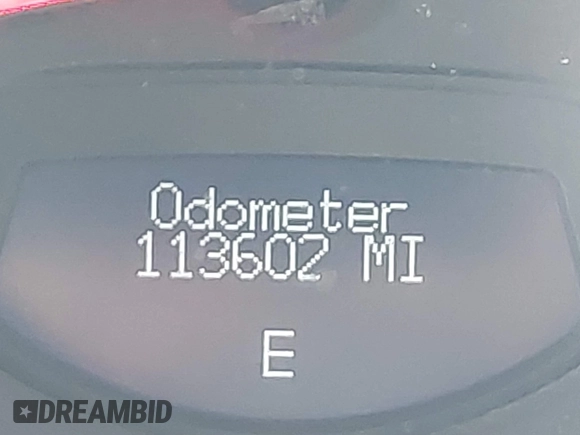 Odometer
113602 MI
E
DREAMBID